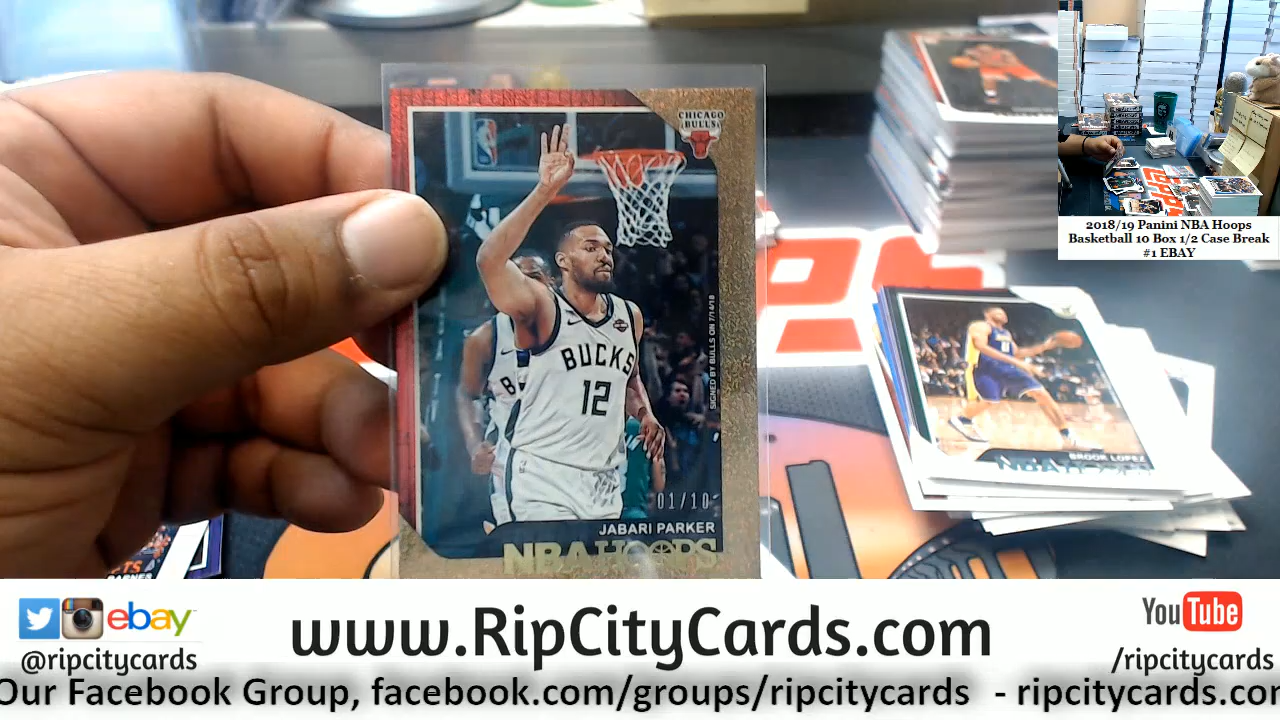 CHICAGO
BULLS
SIGNED BY BULLS ON 7/14/18
BUCKS
12
B
01/10
JABARI PARKER
NBA HOOPS
BROOK LOPEZ
2018/19 Panini NBA Hoops
Basketball 10 Box 1/2 Case Break
#1 EBAY
ebay
@ripcitycards
www.RipCityCards.com
YouTube
/ripcitycards
Our Facebook Group, facebook.com/groups/ripcitycards - ripcitycards.com